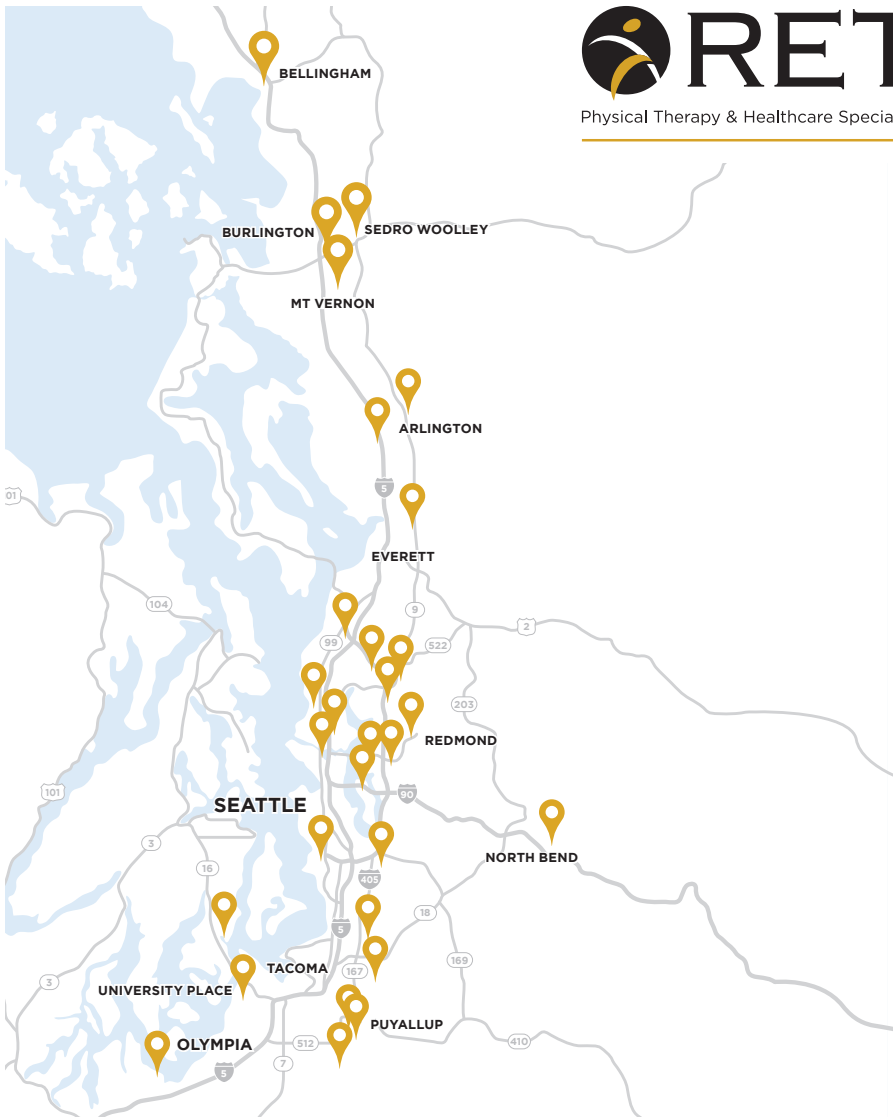 RET
Physical Therapy & Healthcare Specia
BELLINGHAM
BURLINGTON
SEDRO WOOLLEY
MT VERNON
ARLINGTON
5
01
EVERETT
104
9
2
99
522
203
REDMOND
101
90
SEATTLE
3
NORTH BEND
16
405
18
5
TACOMA
169
167
3
UNIVERSITY PLACE
PUYALLUP
OLYMPIA
512
410
7
5